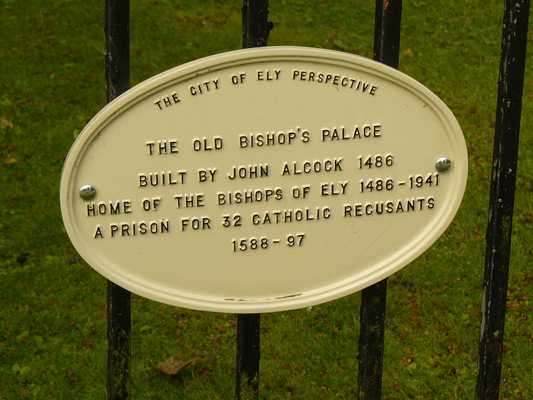 THE CITY OF ELY PERSPECTIVE
THE OLD BISHOP'S PALACE
BUILT BY JOHN ALCOCK 1486
HOME OF THE BISHOPS OF ELY 1486-1941
A PRISON FOR 32 CATHOLIC RECUSANTS
1588-97